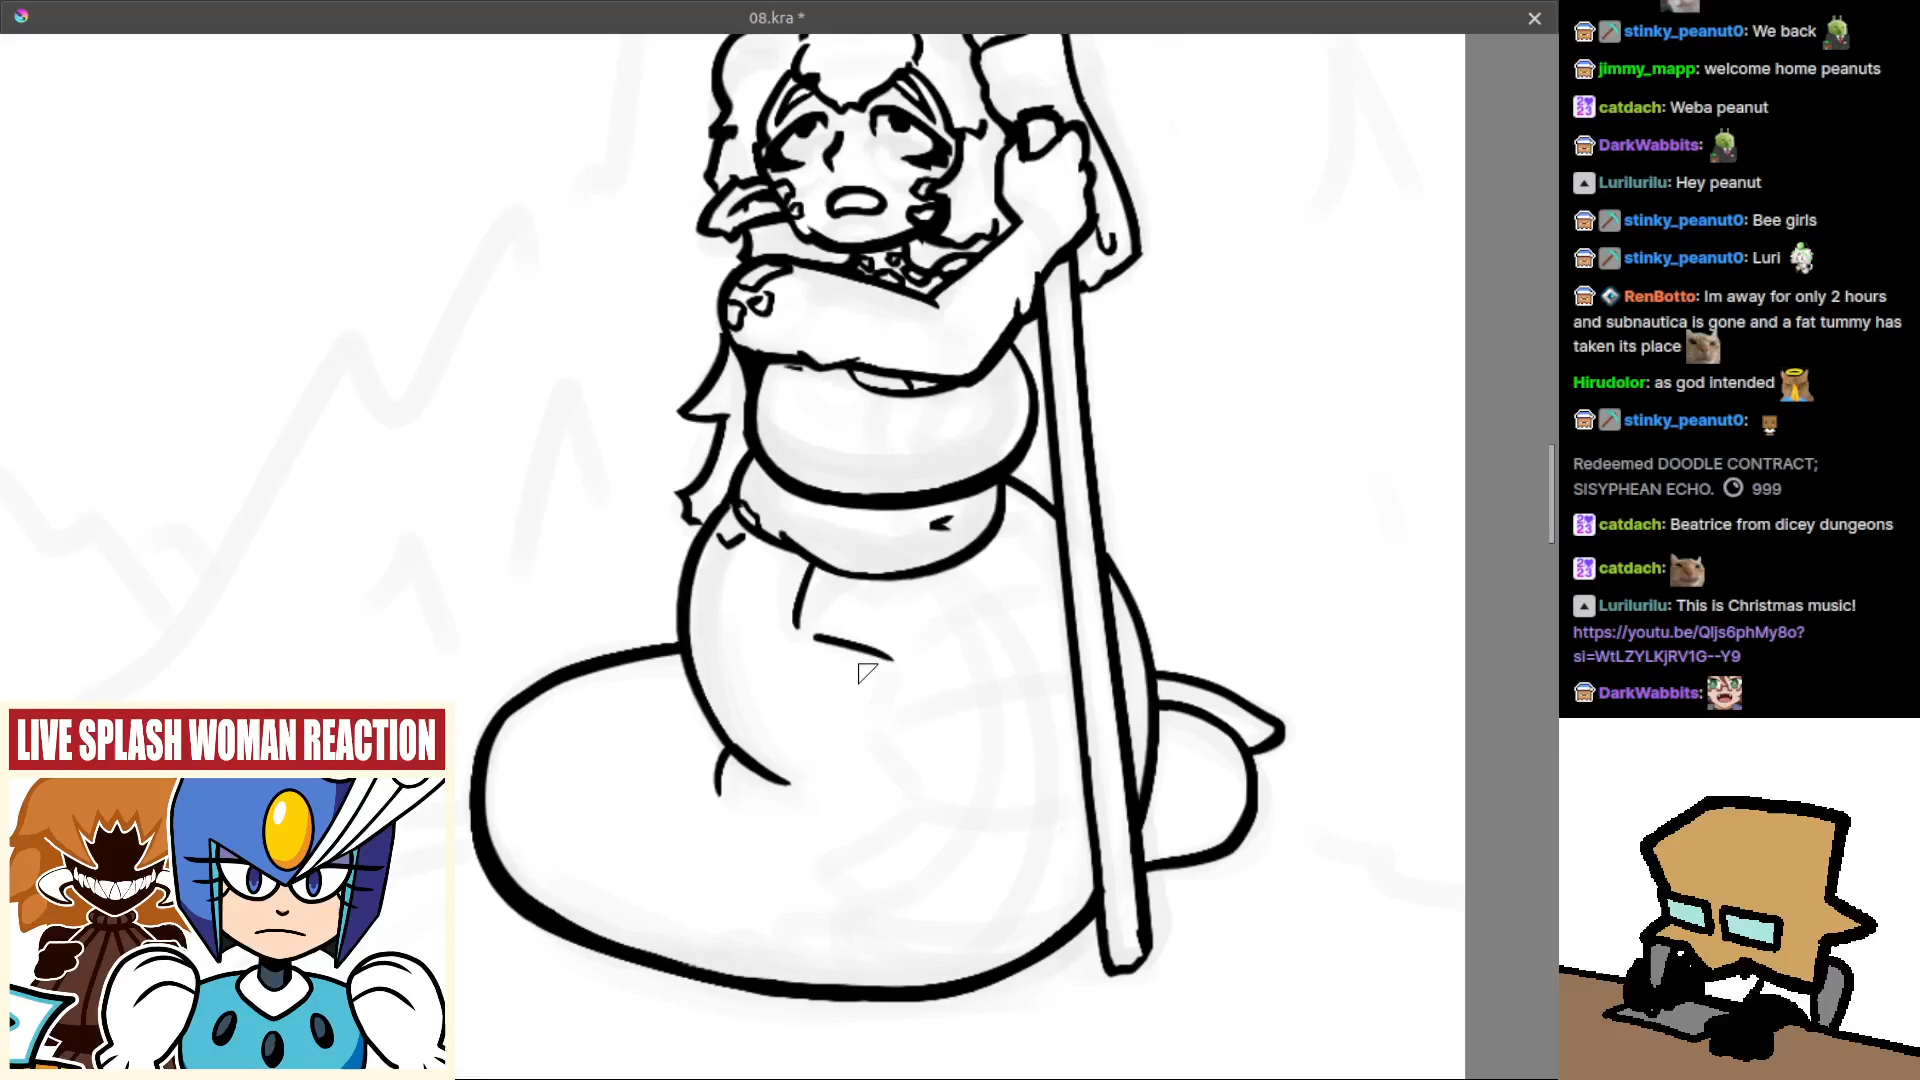 08.kra *
stinky_peanut0: We back
jimmy_mapp: welcome home peanuts
catdach: Weba peanut
DarkWabbits:
Lurilurilu: Hey peanut
stinky_peanut0: Bee girls
stinky_peanut0: Luri
RenBotto: Im away for only 2 hours
and subnautica is gone and a fat tummy has
taken its place
Hirudolor: as god intended
stinky_peanut0:
Redeemed DOODLE CONTRACT;
SISYPHEAN ECHO. 999
catdach: Beatrice from dicey dungeons
catdach:
Lurilurilu: This is Christmas music!
https://youtu.be/QIjs6phMy8o?
si=WtLZYLKjRV1G--Y9
DarkWabbits:
LIVE SPLASH WOMAN REACTION